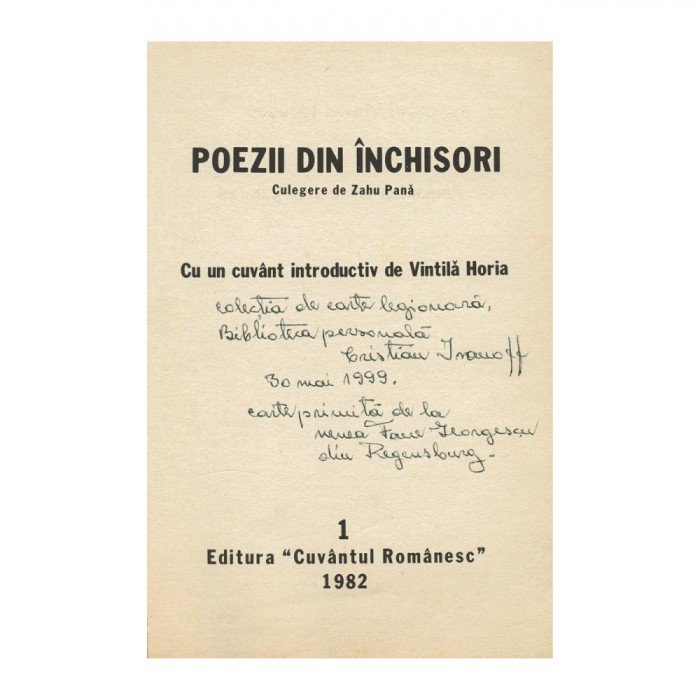 POEZII DIN ÎNCHISORI
Culegere de Zahu Pană
Cu un cuvânt introductiv de Vintilă Horia
colecția de carte legionară,
Biblioteca personală
Cristian Ivanoff
30 mai 1999.
carte primită de la
nenea Georgescu
din Regensburg.
1
Editura “Cuvântul Românesc”
1982